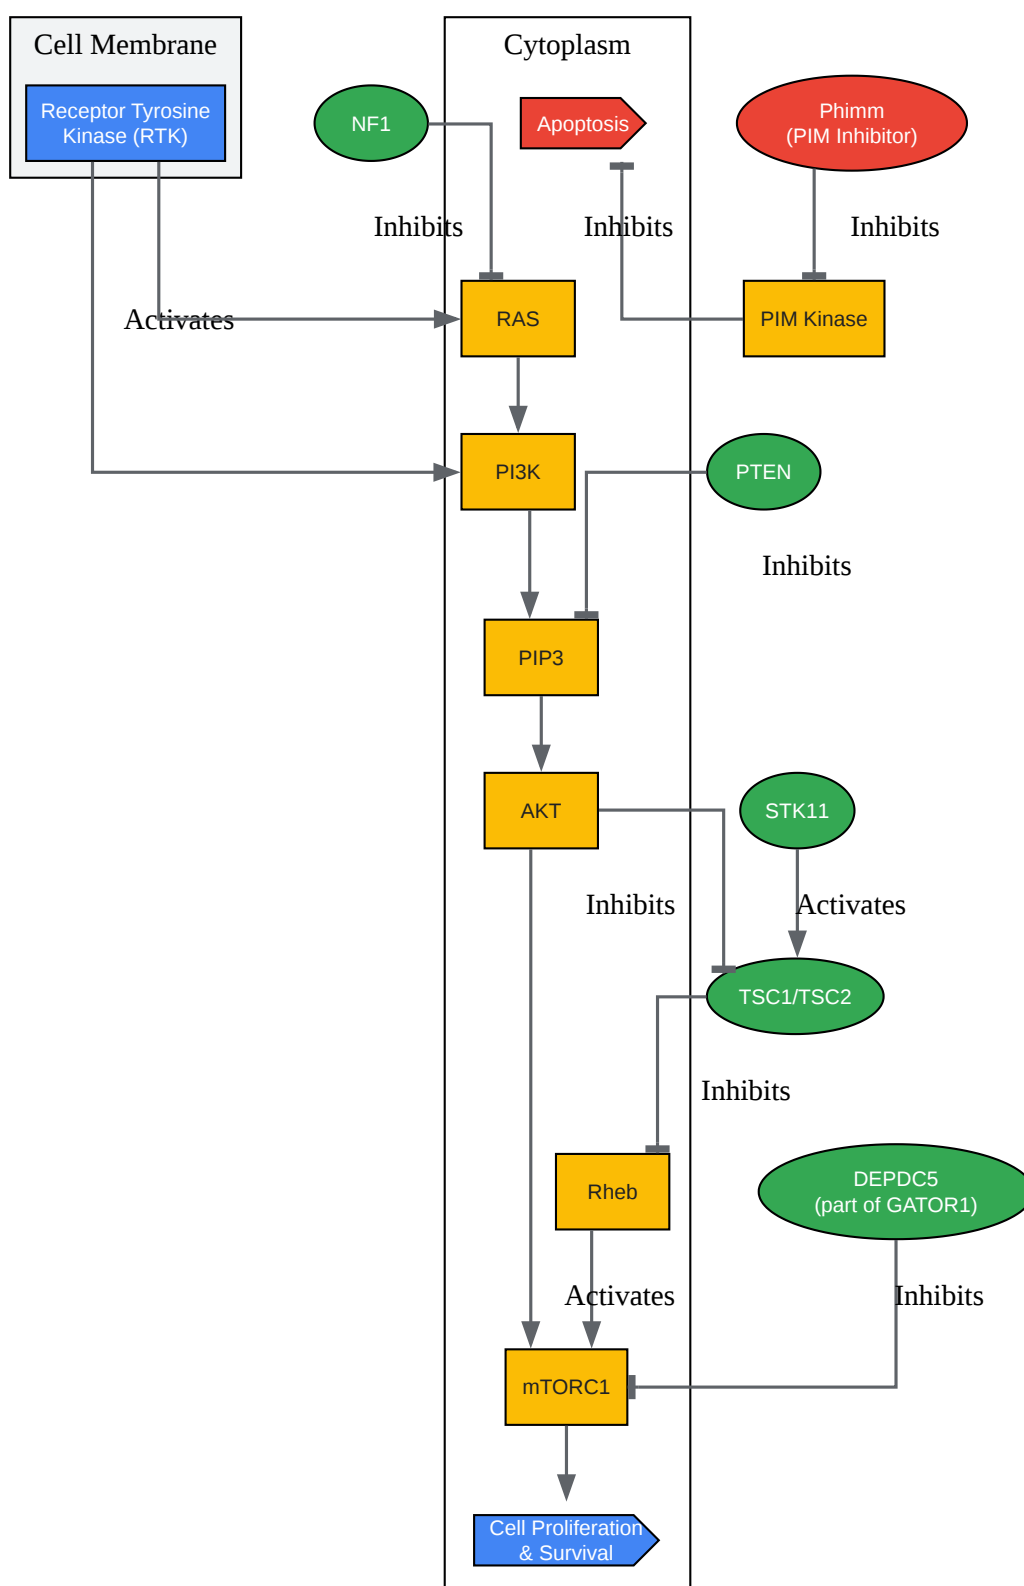 Cell Membrane
Cytoplasm
Receptor Tyrosine
Kinase (RTK)
NF1
Apoptosis
Phimm
(PIM Inhibitor)
Inhibits
Inhibits
Inhibits
Activates
RAS
PIM Kinase
PI3K
PTEN
Inhibits
PIP3
AKT
STK11
Inhibits
Activates
TSC1/TSC2
Inhibits
Rheb
DEPDC5
(part of GATOR1)
Activates
Inhibits
mTORC1
Cell Proliferation
& Survival